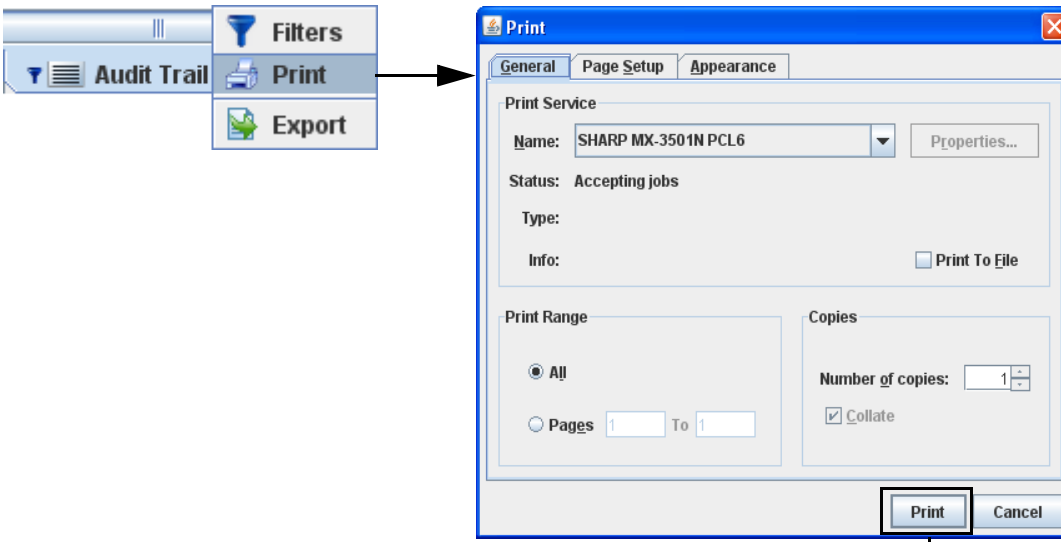 Filters
Audit Trail
Print
Export
Print
General Page Setup Appearance
Print Service
Name: SHARP MX-3501N PCL6 Properties...
Status: Accepting jobs
Type:
Info: Print To File
Print Range
All
Pages 1 To 1
Copies
Number of copies: 1
Collate
Print Cancel